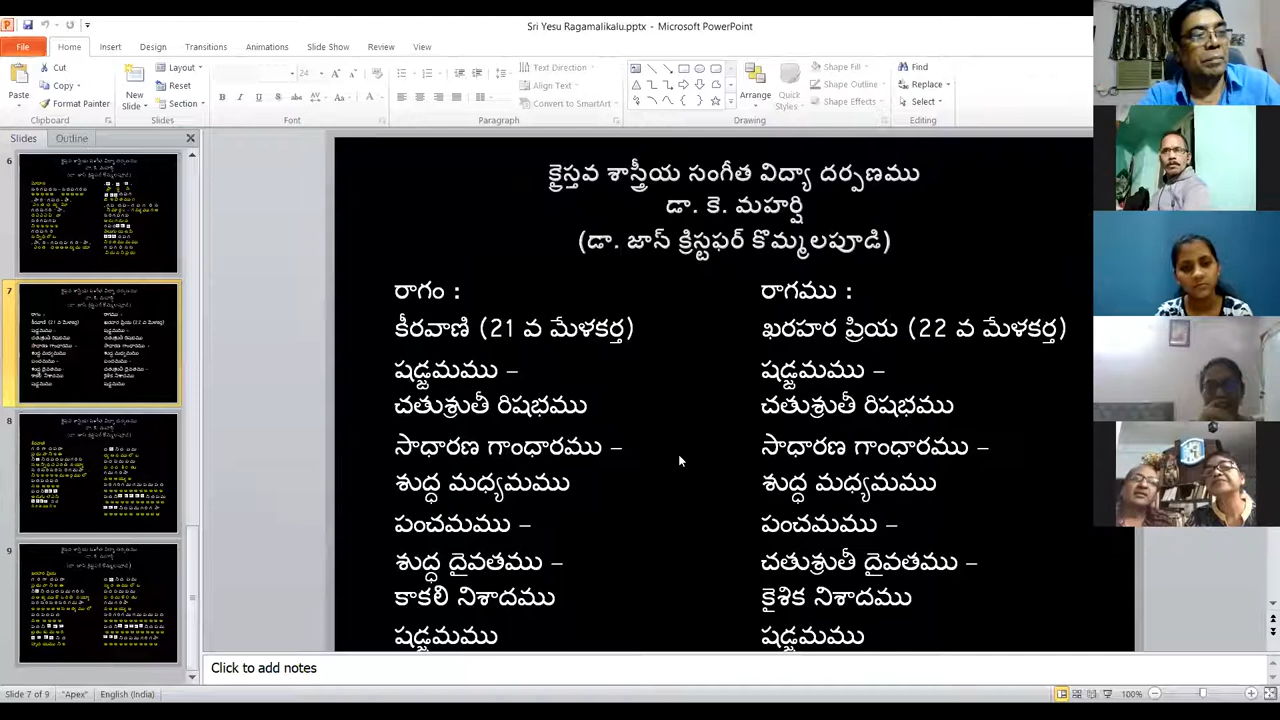 Sri Yesu Ragamalikalu.pptx - Microsoft PowerPoint
File Home Insert Design Transitions Animations Slide Show Review View
Paste
Cut
Copy
Format Painter
Clipboard
New Slide
Layout
Reset
Section
Slides
24
Font
Text Direction
Align Text
Convert to SmartArt
Paragraph
Arrange
Quick Styles
Shape Fill
Shape Outline
Shape Effects
Drawing
Find
Replace
Select
Editing
Slides Outline
6
7
8
9
క్రైస్తవ శాస్త్రీయ సంగీత విద్యా దర్పణము
డా. కె. మహర్షి
(డా. జాస్ క్రిస్టఫర్ కొమ్మలపూడి)
రాగం :
కీరవాణి (21 వ మేళకర్త)
షడ్జమము –
చతుశ్రుతీ రిషభము
సాధారణ గాంధారము –
శుద్ధ మధ్యమము
పంచమము –
శుద్ధ దైవతము –
కాకలి నిశాదము
షడ్జమము
రాగము :
ఖరహర ప్రియ (22 వ మేళకర్త)
షడ్జమము –
చతుశ్రుతీ రిషభము
సాధారణ గాంధారము –
శుద్ధ మధ్యమము
పంచమము –
చతుశ్రుతీ దైవతము –
కైశిక నిశాదము
షడ్జమము
Click to add notes
Slide 7 of 9 "Apex" English (India) 100%